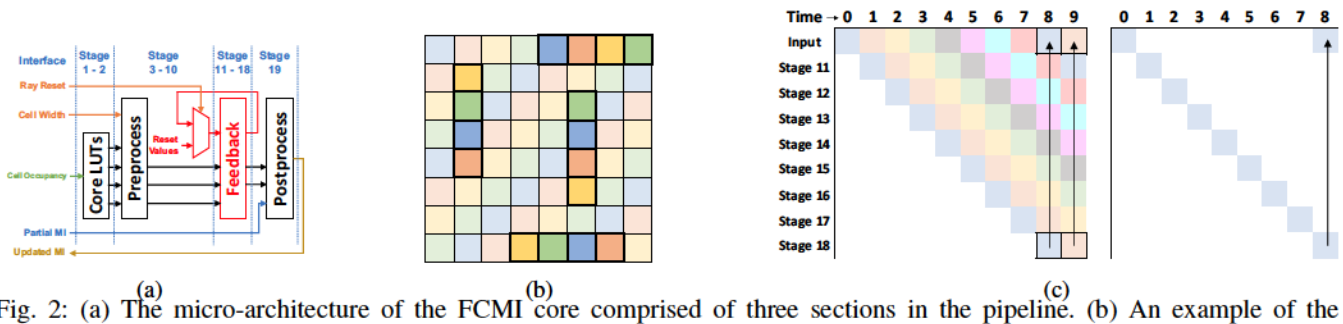 Interface
Stage
1 - 2
Stage
3 - 10
Stage
11 - 18
Stage
19
Ray Reset
Cell Width
Reset
Values
Cell Occupancy
Core LUTs
Preprocess
Feedback
Postprocess
Partial MI
Updated MI
(a)
(b)
Time → 0 1 2 3 4 5 6 7 8 9
Input
Stage 11
Stage 12
Stage 13
Stage 14
Stage 15
Stage 16
Stage 17
Stage 18
0 1 2 3 4 5 6 7 8
(c)
Fig. 2: (a) The micro-architecture of the FCMI core comprised of three sections in the pipeline. (b) An example of the